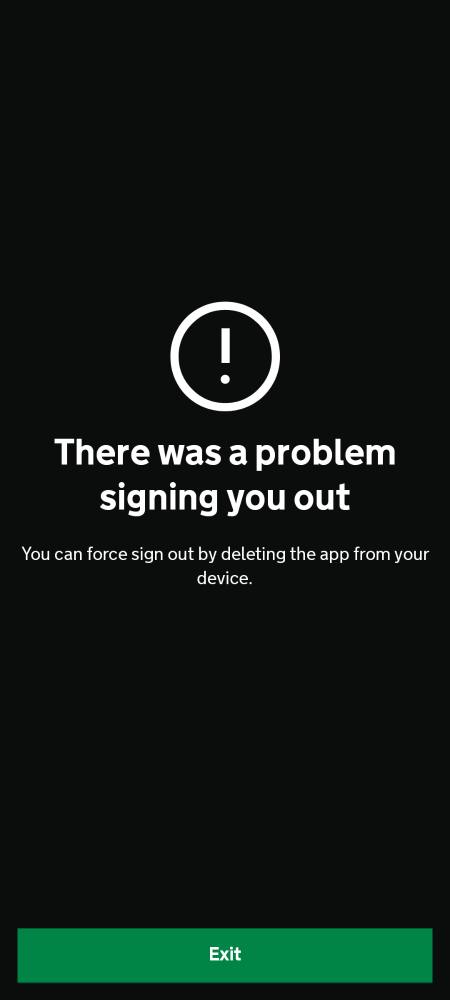 There was a problem
signing you out
You can force sign out by deleting the app from your
device.
Exit